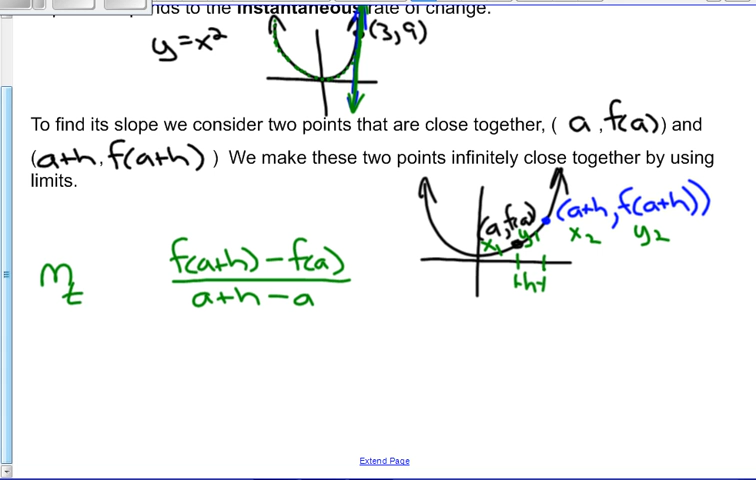 nds to the instantaneous rate of change.
y=x²
(3,9)
To find its slope we consider two points that are close together, ( a , f(a)) and
(a+h, f(a+h) ) We make these two points infinitely close together by using
limits.
(a, f(a))
(a+h, f(a+h))
x₁ y₁
x₂ y₂
m_t
f(a+h) - f(a)
a+h - a
h
Extend Page